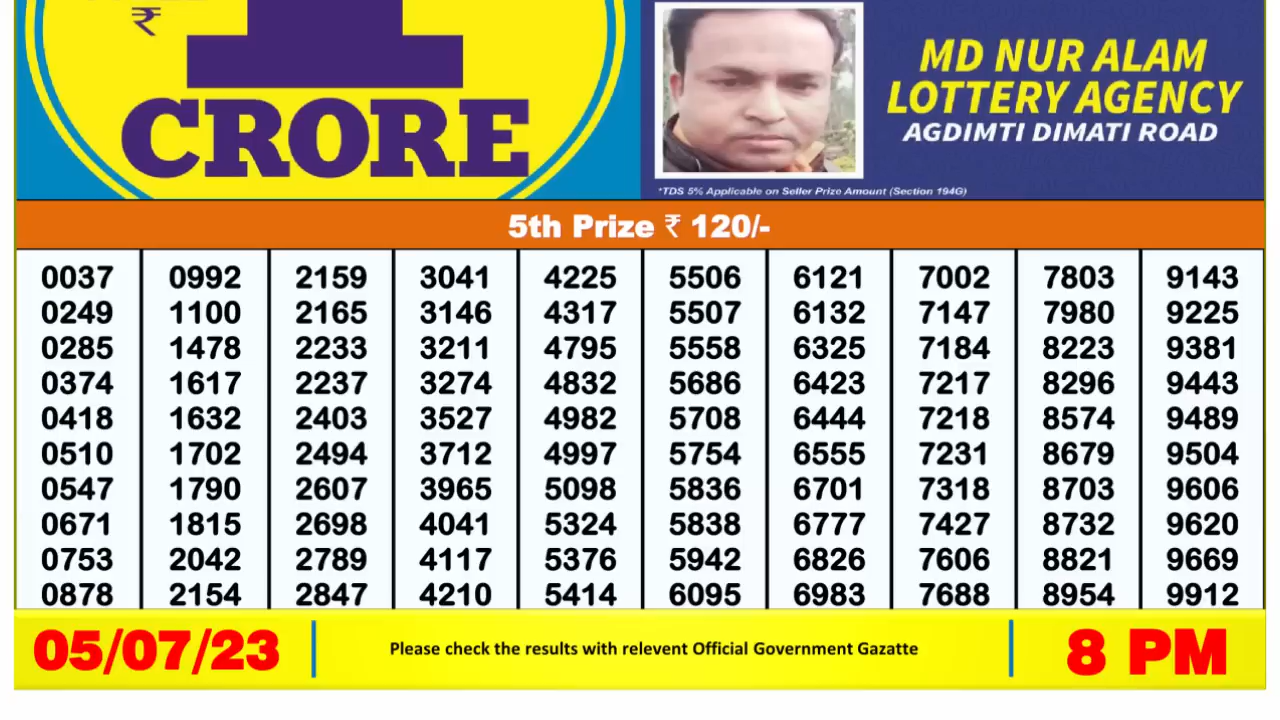 ₹
1
CRORE
MD NUR ALAM
LOTTERY AGENCY
AGDIMTI DIMATI ROAD
*TDS 5% Applicable on Seller Prize Amount (Section 194G)
5th Prize ₹ 120/-
0037 0992 2159 3041 4225 5506 6121 7002 7803 9143
0249 1100 2165 3146 4317 5507 6132 7147 7980 9225
0285 1478 2233 3211 4795 5558 6325 7184 8223 9381
0374 1617 2237 3274 4832 5686 6423 7217 8296 9443
0418 1632 2403 3527 4982 5708 6444 7218 8574 9489
0510 1702 2494 3712 4997 5754 6555 7231 8679 9504
0547 1790 2607 3965 5098 5836 6701 7318 8703 9606
0671 1815 2698 4041 5324 5838 6777 7427 8732 9620
0753 2042 2789 4117 5376 5942 6826 7606 8821 9669
0878 2154 2847 4210 5414 6095 6983 7688 8954 9912
05/07/23 Please check the results with relevent Official Government Gazatte 8 PM